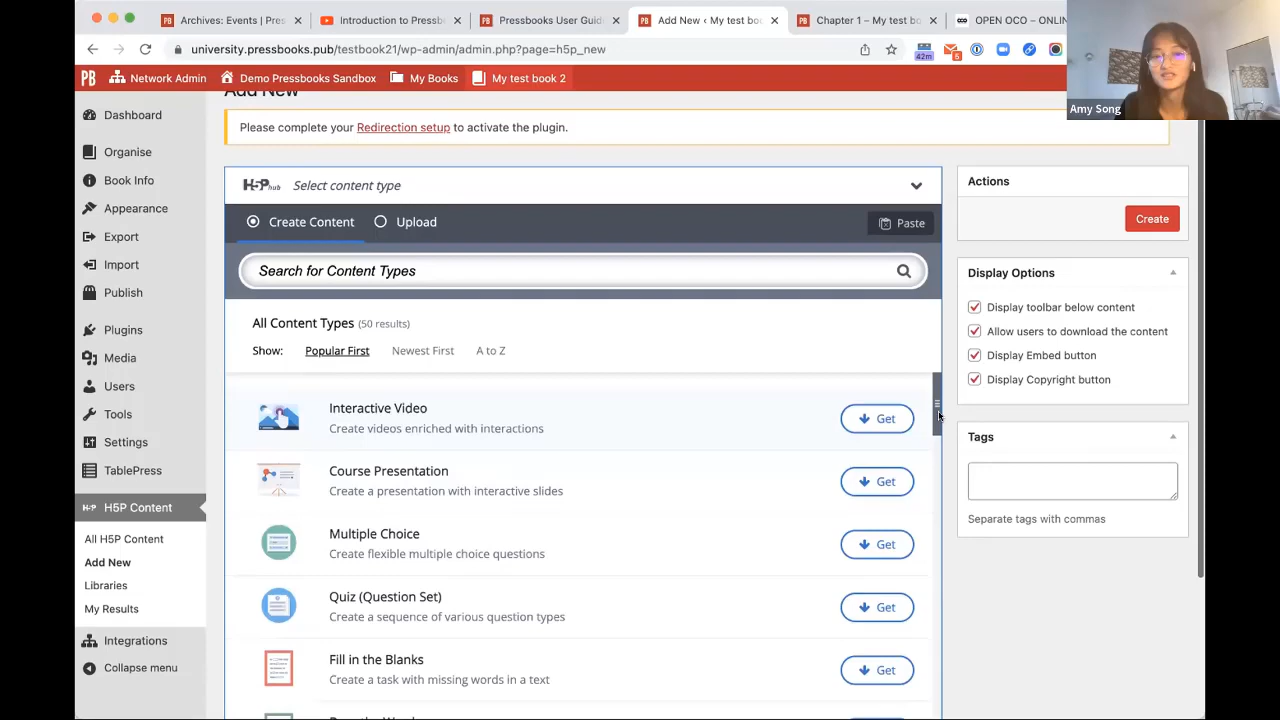 Archives: Events | Pres
Introduction to Pressb
Pressbooks User Guid
Add New ‹ My test boo
Chapter 1 – My test bo
OPEN OCO – ONLIN
university.pressbooks.pub/testbook21/wp-admin/admin.php?page=h5p_new
42m
PB
Network Admin
Demo Pressbooks Sandbox
My Books
My test book 2
Amy Song
Dashboard
Organise
Book Info
Appearance
Export
Import
Publish
Plugins
Media
Users
Tools
Settings
TablePress
H5P Content
All H5P Content
Add New
Libraries
My Results
Integrations
Collapse menu
Add New
Please complete your Redirection setup to activate the plugin.
H5P hub Select content type
Create Content Upload Paste
Search for Content Types
All Content Types (50 results)
Show: Popular First Newest First A to Z
Interactive Video
Create videos enriched with interactions
Get
Course Presentation
Create a presentation with interactive slides
Get
Multiple Choice
Create flexible multiple choice questions
Get
Quiz (Question Set)
Create a sequence of various question types
Get
Fill in the Blanks
Create a task with missing words in a text
Get
Actions
Create
Display Options
Display toolbar below content
Allow users to download the content
Display Embed button
Display Copyright button
Tags
Separate tags with commas